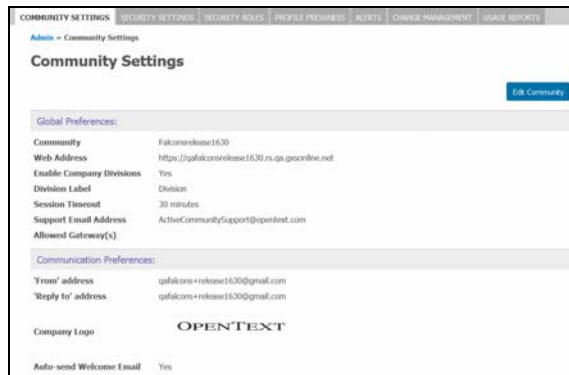 COMMUNITY SETTINGS SECURITY SETTINGS SECURITY ROLES PROFILE FRESHNESS ALERTS CHANGE MANAGEMENT USAGE REPORTS
Admin » Community Settings
Community Settings
Edit Community
Global Preferences:
Community Falconsrelease1630
Web Address https://qafalconsrelease1630.rs.qa.gxsonline.net
Enable Company Divisions Yes
Division Label Division
Session Timeout 30 minutes
Support Email Address ActiveCommunitySupport@opentext.com
Allowed Gateway(s)
Communication Preferences:
'From' address qafalcons+release1630@gmail.com
'Reply to' address qafalcons+release1630@gmail.com
Company Logo OPENTEXT
Auto-send Welcome Email Yes